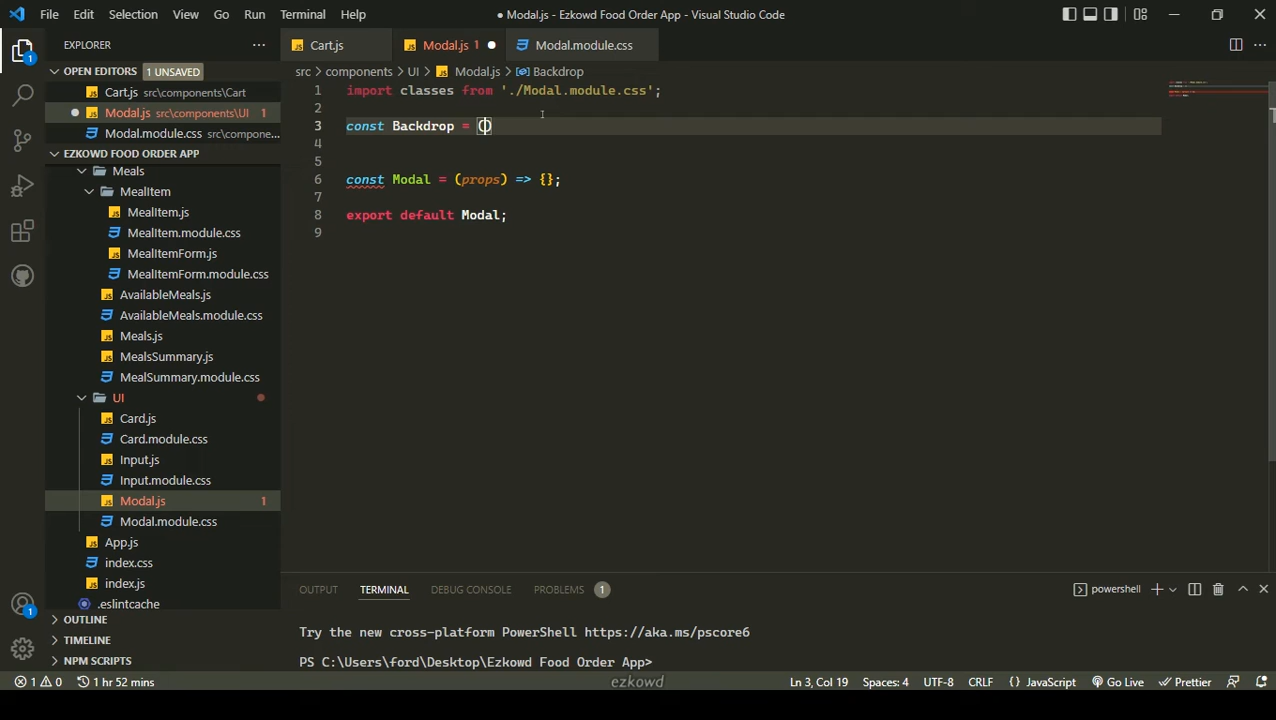 File Edit Selection View Go Run Terminal Help
● Modal.js - Ezkowd Food Order App - Visual Studio Code
EXPLORER
OPEN EDITORS 1 UNSAVED
Cart.js src\components\Cart
Modal.js src\components\UI 1
Modal.module.css src\compone...
EZKOWD FOOD ORDER APP
Meals
MealItem
MealItem.js
MealItem.module.css
MealItemForm.js
MealItemForm.module.css
AvailableMeals.js
AvailableMeals.module.css
Meals.js
MealsSummary.js
MealSummary.module.css
UI
Card.js
Card.module.css
Input.js
Input.module.css
Modal.js 1
Modal.module.css
App.js
index.css
index.js
.eslintcache
OUTLINE
TIMELINE
NPM SCRIPTS
Cart.js Modal.js 1 ● Modal.module.css
src > components > UI > Modal.js > Backdrop
1 import classes from './Modal.module.css';
2
3 const Backdrop = ()
4
5
6 const Modal = (props) => {};
7
8 export default Modal;
9
OUTPUT TERMINAL DEBUG CONSOLE PROBLEMS 1
powershell
Try the new cross-platform PowerShell https://aka.ms/pscore6
PS C:\Users\ford\Desktop\Ezkowd Food Order App>
1 0 1 hr 52 mins
ezkowd
Ln 3, Col 19 Spaces: 4 UTF-8 CRLF {} JavaScript Go Live Prettier